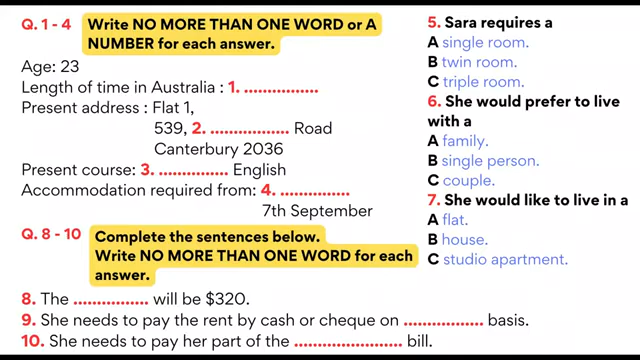 Q. 1 - 4 Write NO MORE THAN ONE WORD or A
NUMBER for each answer.
Age: 23
Length of time in Australia : 1. ................
Present address : Flat 1,
539, 2. ................. Road
Canterbury 2036
Present course: 3. ............... English
Accommodation required from: 4. ...............
7th September
Q. 8 - 10 Complete the sentences below.
Write NO MORE THAN ONE WORD for each
answer.
5. Sara requires a
A single room.
B twin room.
C triple room.
6. She would prefer to live
with a
A family.
B single person.
C couple.
7. She would like to live in a
A flat.
B house.
C studio apartment.
8. The ................ will be $320.
9. She needs to pay the rent by cash or cheque on ................. basis.
10. She needs to pay her part of the ....................... bill.